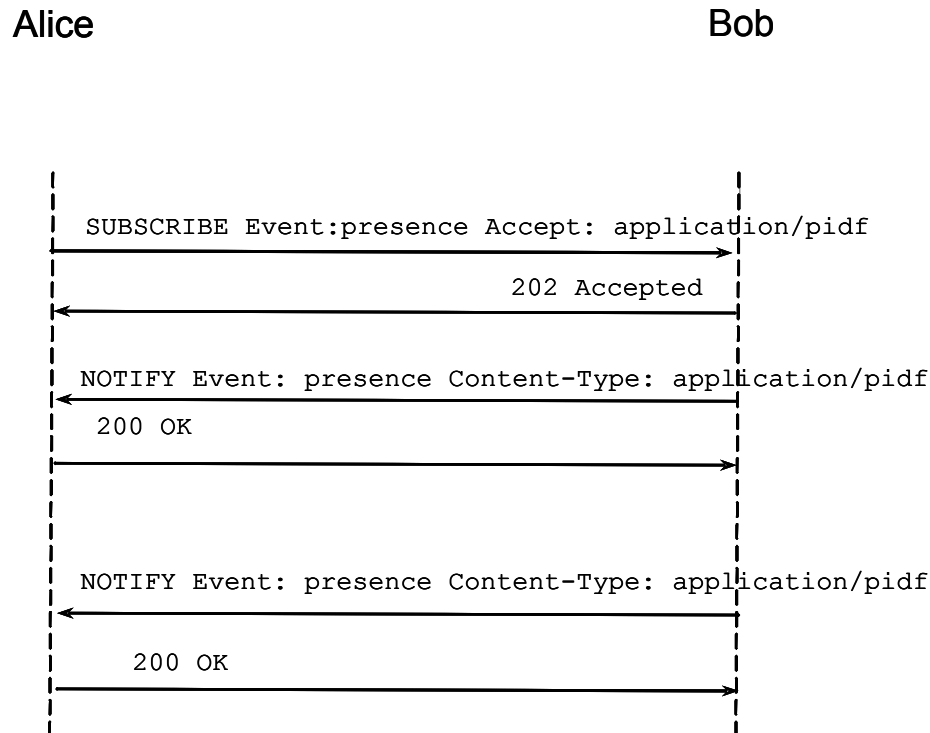 Alice Bob
SUBSCRIBE Event:presence Accept: application/pidf
202 Accepted
NOTIFY Event: presence Content-Type: application/pidf
200 OK
NOTIFY Event: presence Content-Type: application/pidf
200 OK